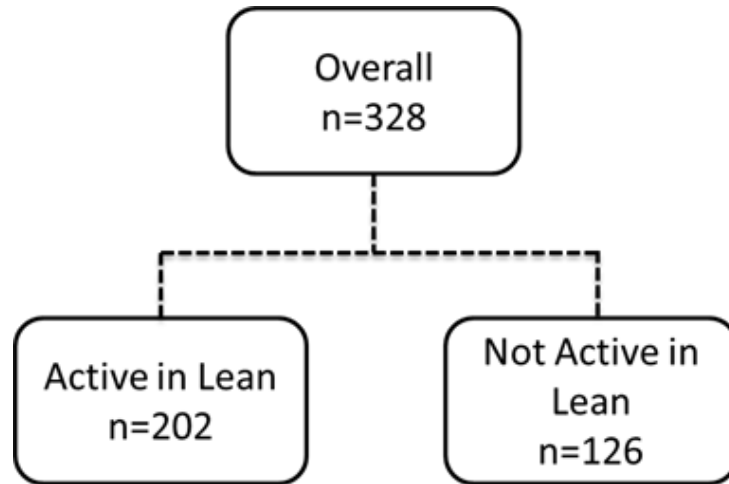 Overall
n=328
Active in Lean
n=202
Not Active in
Lean
n=126